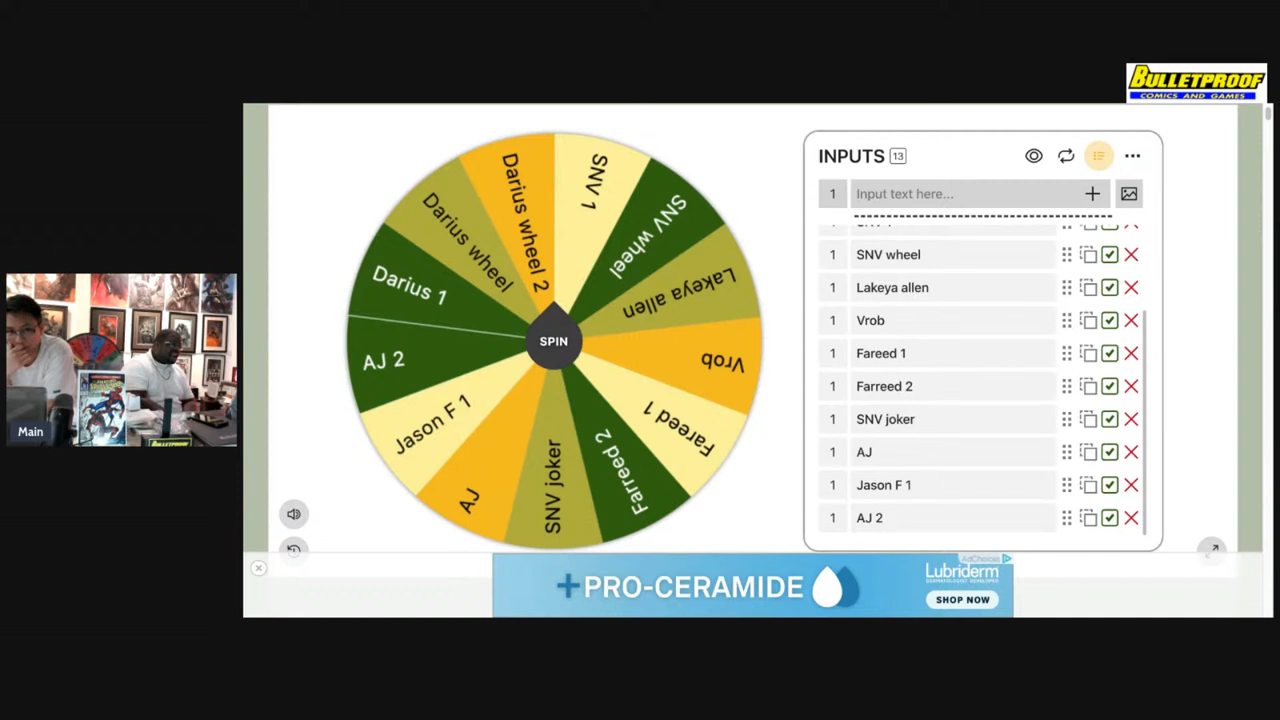 BULLETPROOF
COMICS AND GAMES
Darius wheel 2
SNV 1
SNV wheel
Lakeya allen
Vrob
Fareed 1
Farreed 2
SNV joker
AJ
Jason F 1
AJ 2
Darius 1
Darius wheel
SPIN
INPUTS 13
1 Input text here...
1 SNV wheel
1 Lakeya allen
1 Vrob
1 Fareed 1
1 Farreed 2
1 SNV joker
1 AJ
1 Jason F 1
1 AJ 2
Main
BULLETPROOF
AdChoices
+PRO-CERAMIDE
Lubriderm
SHOP NOW